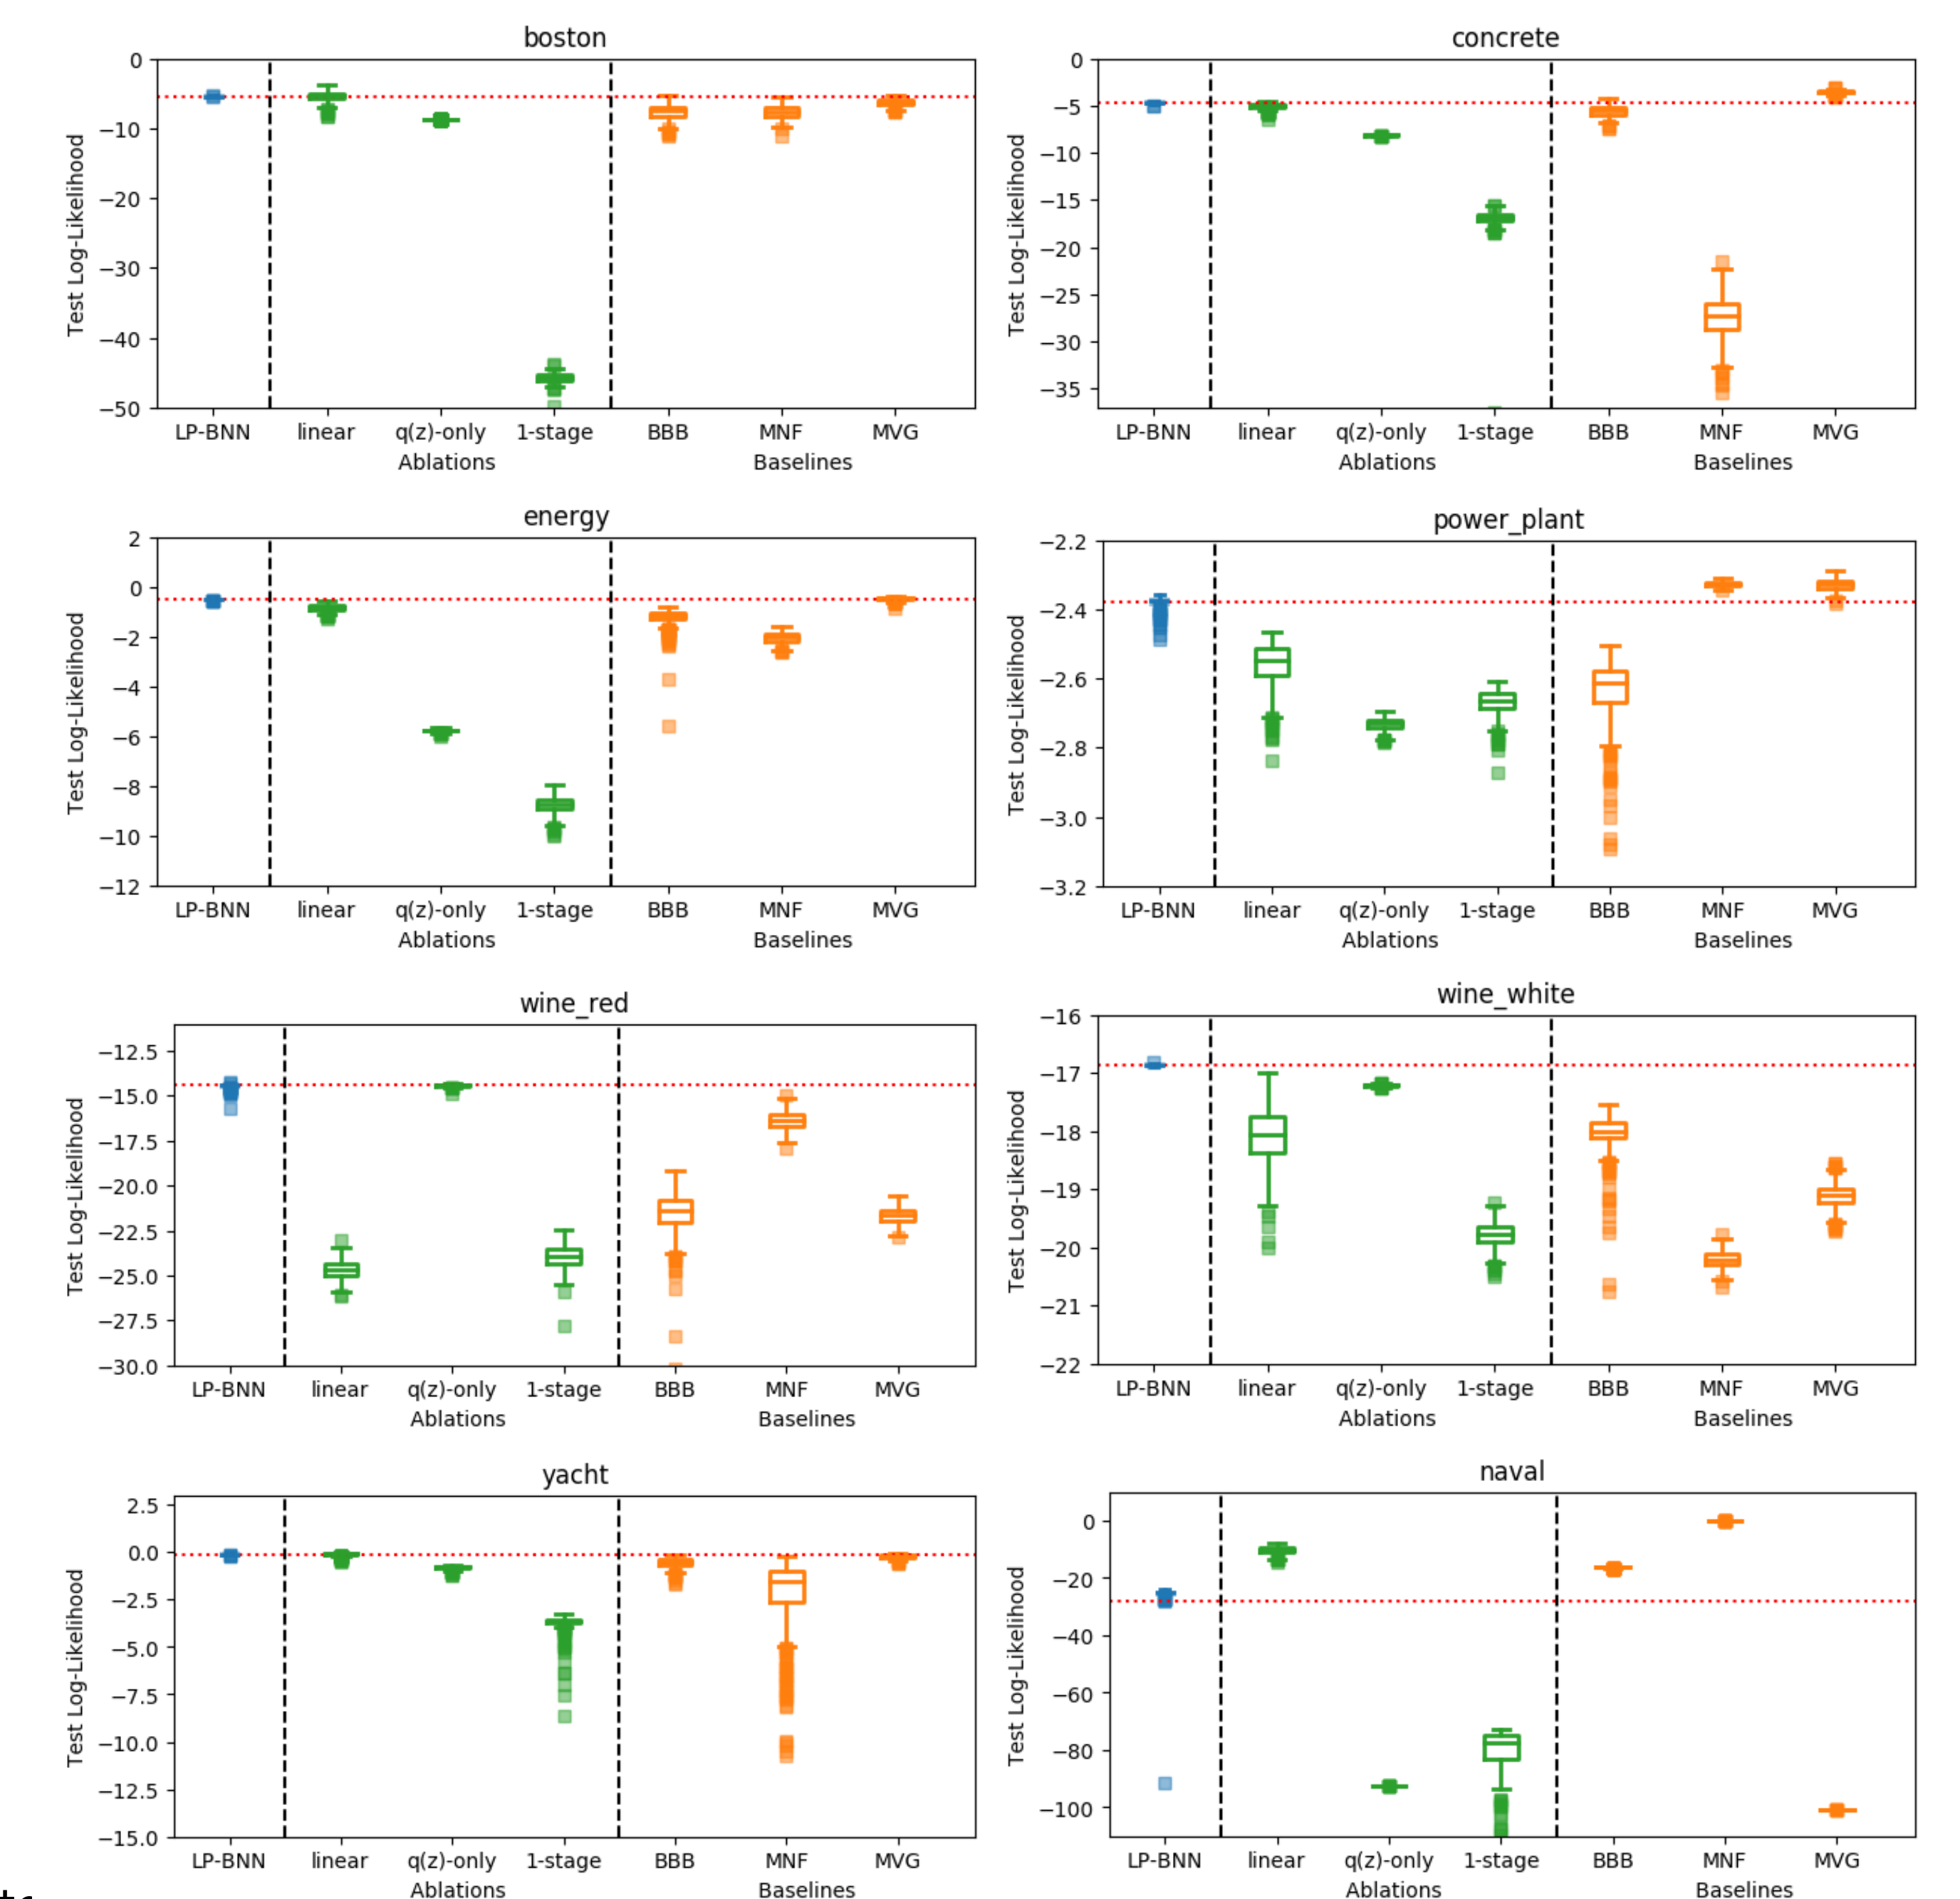 boston
0
−10
−20
−30
−40
−50
Test Log-Likelihood
LP-BNN linear q(z)-only 1-stage BBB MNF MVG
Ablations Baselines
concrete
0
−5
−10
−15
−20
−25
−30
−35
Test Log-Likelihood
LP-BNN linear q(z)-only 1-stage BBB MNF MVG
Ablations Baselines
energy
2
0
−2
−4
−6
−8
−10
−12
Test Log-Likelihood
LP-BNN linear q(z)-only 1-stage BBB MNF MVG
Ablations Baselines
power_plant
−2.2
−2.4
−2.6
−2.8
−3.0
−3.2
Test Log-Likelihood
LP-BNN linear q(z)-only 1-stage BBB MNF MVG
Ablations Baselines
wine_red
−12.5
−15.0
−17.5
−20.0
−22.5
−25.0
−27.5
−30.0
Test Log-Likelihood
LP-BNN linear q(z)-only 1-stage BBB MNF MVG
Ablations Baselines
wine_white
−16
−17
−18
−19
−20
−21
−22
Test Log-Likelihood
LP-BNN linear q(z)-only 1-stage BBB MNF MVG
Ablations Baselines
yacht
2.5
0.0
−2.5
−5.0
−7.5
−10.0
−12.5
−15.0
Test Log-Likelihood
LP-BNN linear q(z)-only 1-stage BBB MNF MVG
Ablations Baselines
naval
0
−20
−40
−60
−80
−100
Test Log-Likelihood
LP-BNN linear q(z)-only 1-stage BBB MNF MVG
Ablations Baselines